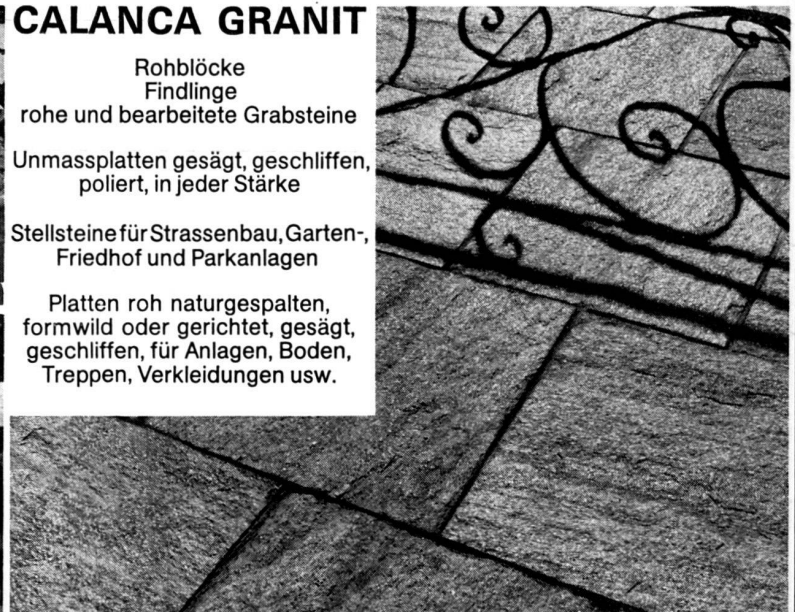 CALANCA GRANIT
Rohblöcke
Findlinge
rohe und bearbeitete Grabsteine
Unmassplatten gesägt, geschliffen,
poliert, in jeder Stärke
Stellsteine für Strassenbau, Garten-,
Friedhof und Parkanlagen
Platten roh naturgespalten,
formwild oder gerichtet, gesägt,
geschliffen, für Anlagen, Boden,
Treppen, Verkleidungen usw.